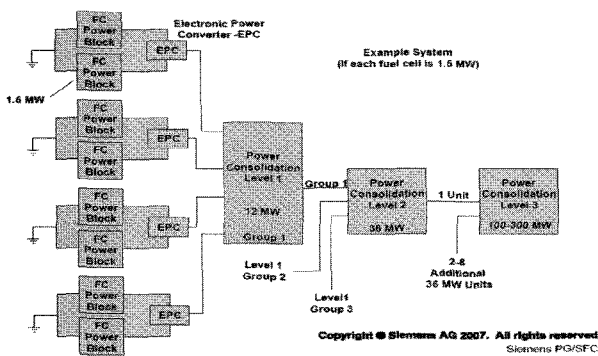 FC
Power
Block
FC
Power
Block
EPC
Electronic Power
Converter -EPC
Example System
(If each fuel cell is 1.5 MW)
1.5 MW
FC
Power
Block
FC
Power
Block
EPC
FC
Power
Block
FC
Power
Block
EPC
FC
Power
Block
FC
Power
Block
EPC
Power
Consolidation
Level 1
12 MW
Group 1
Group 1
Power
Consolidation
Level 2
36 MW
1 Unit
Power
Consolidation
Level 3
100-300 MW
Level 1
Group 2
Level1
Group 3
2-8
Additional
36 MW Units
Copyright © Siemens AG 2007. All rights reserved
Siemens PG/SFC